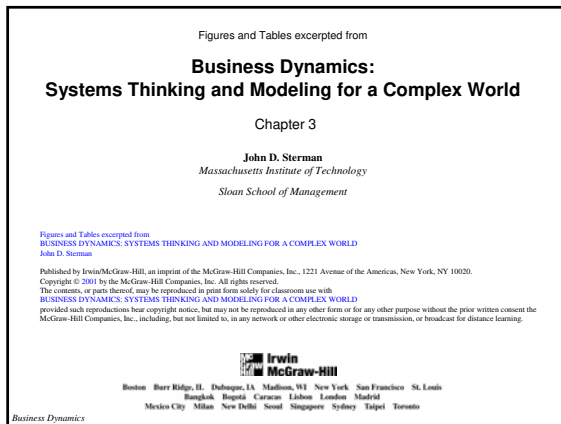 Figures and Tables excerpted from
Business Dynamics:
Systems Thinking and Modeling for a Complex World
Chapter 3
John D. Sterman
Massachusetts Institute of Technology
Sloan School of Management
Figures and Tables excerpted from
BUSINESS DYNAMICS: SYSTEMS THINKING AND MODELING FOR A COMPLEX WORLD
John D. Sterman
Published by Irwin/McGraw-Hill, an imprint of the McGraw-Hill Companies, Inc., 1221 Avenue of the Americas, New York, NY 10020.
Copyright © 2001 by the McGraw-Hill Companies, Inc. All rights reserved.
The contents, or parts thereof, may be reproduced in print form solely for classroom use with
BUSINESS DYNAMICS: SYSTEMS THINKING AND MODELING FOR A COMPLEX WORLD
provided such reproductions bear copyright notice, but may not be reproduced in any other form or for any other purpose without the prior written consent the
McGraw-Hill Companies, Inc., including, but not limited to, in any network or other electronic storage or transmission, or broadcast for distance learning.
Irwin
McGraw-Hill
Boston Burr Ridge, IL Dubuque, IA Madison, WI New York San Francisco St. Louis
Bangkok Bogotá Caracas Lisbon London Madrid
Mexico City Milan New Delhi Seoul Singapore Sydney Taipei Toronto
Business Dynamics